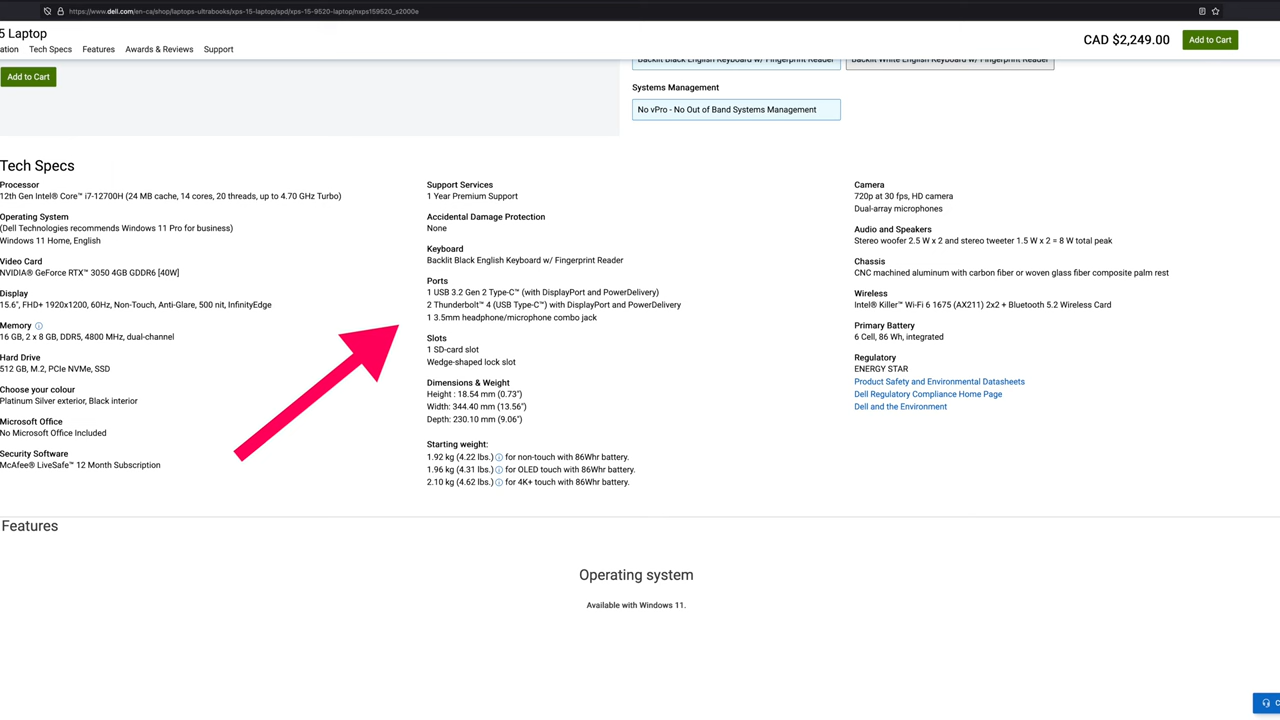 https://www.dell.com/en-ca/shop/laptops-ultrabooks/xps-15-laptop/spd/xps-15-9520-laptop/nxps159520_s2000e
5 Laptop
CAD $2,249.00
Add to Cart
ation Tech Specs Features Awards & Reviews Support
Add to Cart
Backlit Black English Keyboard w/ Fingerprint Reader
Backlit White English Keyboard w/ Fingerprint Reader
Systems Management
No vPro - No Out of Band Systems Management
Tech Specs
Processor
12th Gen Intel® Core™ i7-12700H (24 MB cache, 14 cores, 20 threads, up to 4.70 GHz Turbo)
Operating System
(Dell Technologies recommends Windows 11 Pro for business)
Windows 11 Home, English
Video Card
NVIDIA® GeForce RTX™ 3050 4GB GDDR6 [40W]
Display
15.6", FHD+ 1920x1200, 60Hz, Non-Touch, Anti-Glare, 500 nit, InfinityEdge
Memory
16 GB, 2 x 8 GB, DDR5, 4800 MHz, dual-channel
Hard Drive
512 GB, M.2, PCIe NVMe, SSD
Choose your colour
Platinum Silver exterior, Black interior
Microsoft Office
No Microsoft Office Included
Security Software
McAfee® LiveSafe™ 12 Month Subscription
Support Services
1 Year Premium Support
Accidental Damage Protection
None
Keyboard
Backlit Black English Keyboard w/ Fingerprint Reader
Ports
1 USB 3.2 Gen 2 Type-C™ (with DisplayPort and PowerDelivery)
2 Thunderbolt™ 4 (USB Type-C™) with DisplayPort and PowerDelivery
1 3.5mm headphone/microphone combo jack
Slots
1 SD-card slot
Wedge-shaped lock slot
Dimensions & Weight
Height : 18.54 mm (0.73")
Width: 344.40 mm (13.56")
Depth: 230.10 mm (9.06")
Starting weight:
1.92 kg (4.22 lbs.) for non-touch with 86Whr battery.
1.96 kg (4.31 lbs.) for OLED touch with 86Whr battery.
2.10 kg (4.62 lbs.) for 4K+ touch with 86Whr battery.
Camera
720p at 30 fps, HD camera
Dual-array microphones
Audio and Speakers
Stereo woofer 2.5 W x 2 and stereo tweeter 1.5 W x 2 = 8 W total peak
Chassis
CNC machined aluminum with carbon fiber or woven glass fiber composite palm rest
Wireless
Intel® Killer™ Wi-Fi 6 1675 (AX211) 2x2 + Bluetooth 5.2 Wireless Card
Primary Battery
6 Cell, 86 Wh, integrated
Regulatory
ENERGY STAR
Product Safety and Environmental Datasheets
Dell Regulatory Compliance Home Page
Dell and the Environment
Features
Operating system
Available with Windows 11.